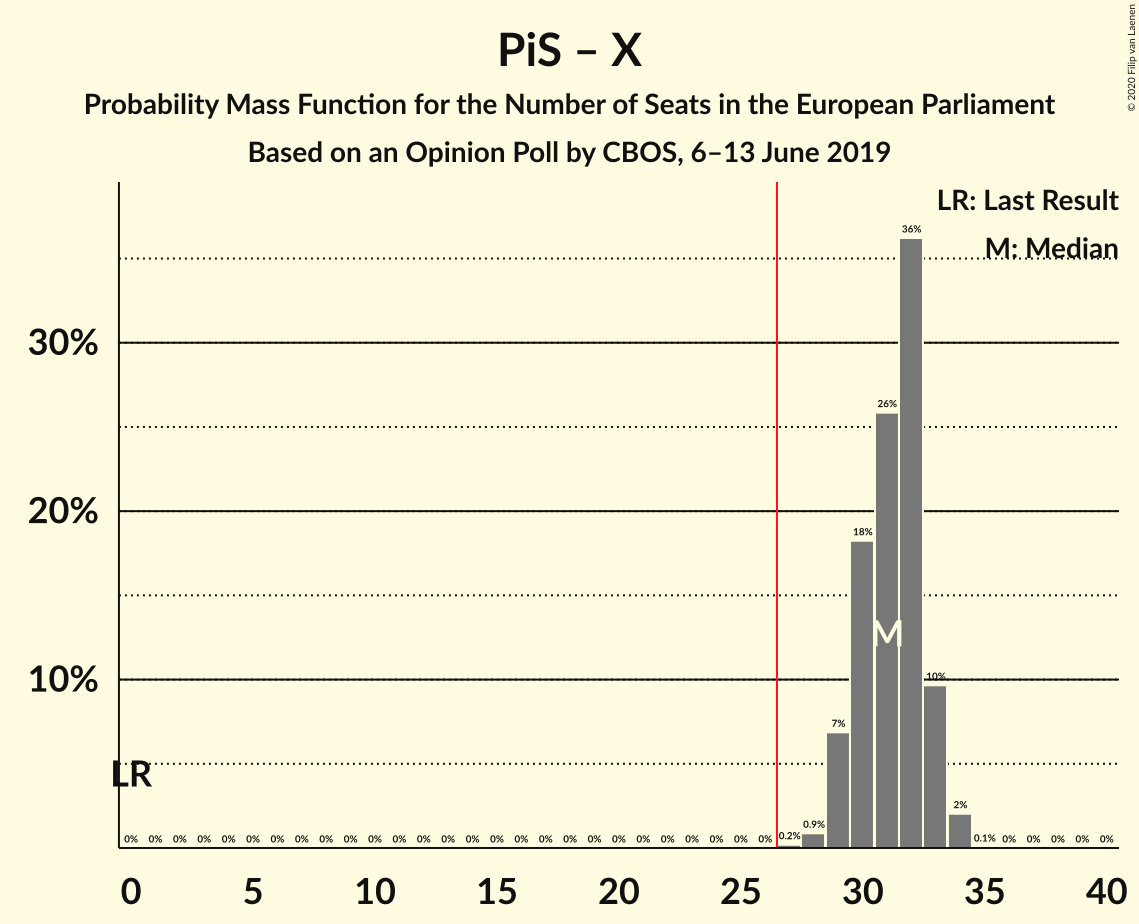 PiS – X
Probability Mass Function for the Number of Seats in the European Parliament
Based on an Opinion Poll by CBOS, 6–13 June 2019
© 2020 Filip van Laenen
LR: Last Result
M: Median
30%
20%
10%
36%
26%
18%
10%
7%
2%
0.9%
0.2%
0.1%
M
LR
0% 0% 0% 0% 0% 0% 0% 0% 0% 0% 0% 0% 0% 0% 0% 0% 0% 0% 0% 0% 0% 0% 0% 0% 0% 0% 0%
0% 0% 0% 0% 0%
0 5 10 15 20 25 30 35 40